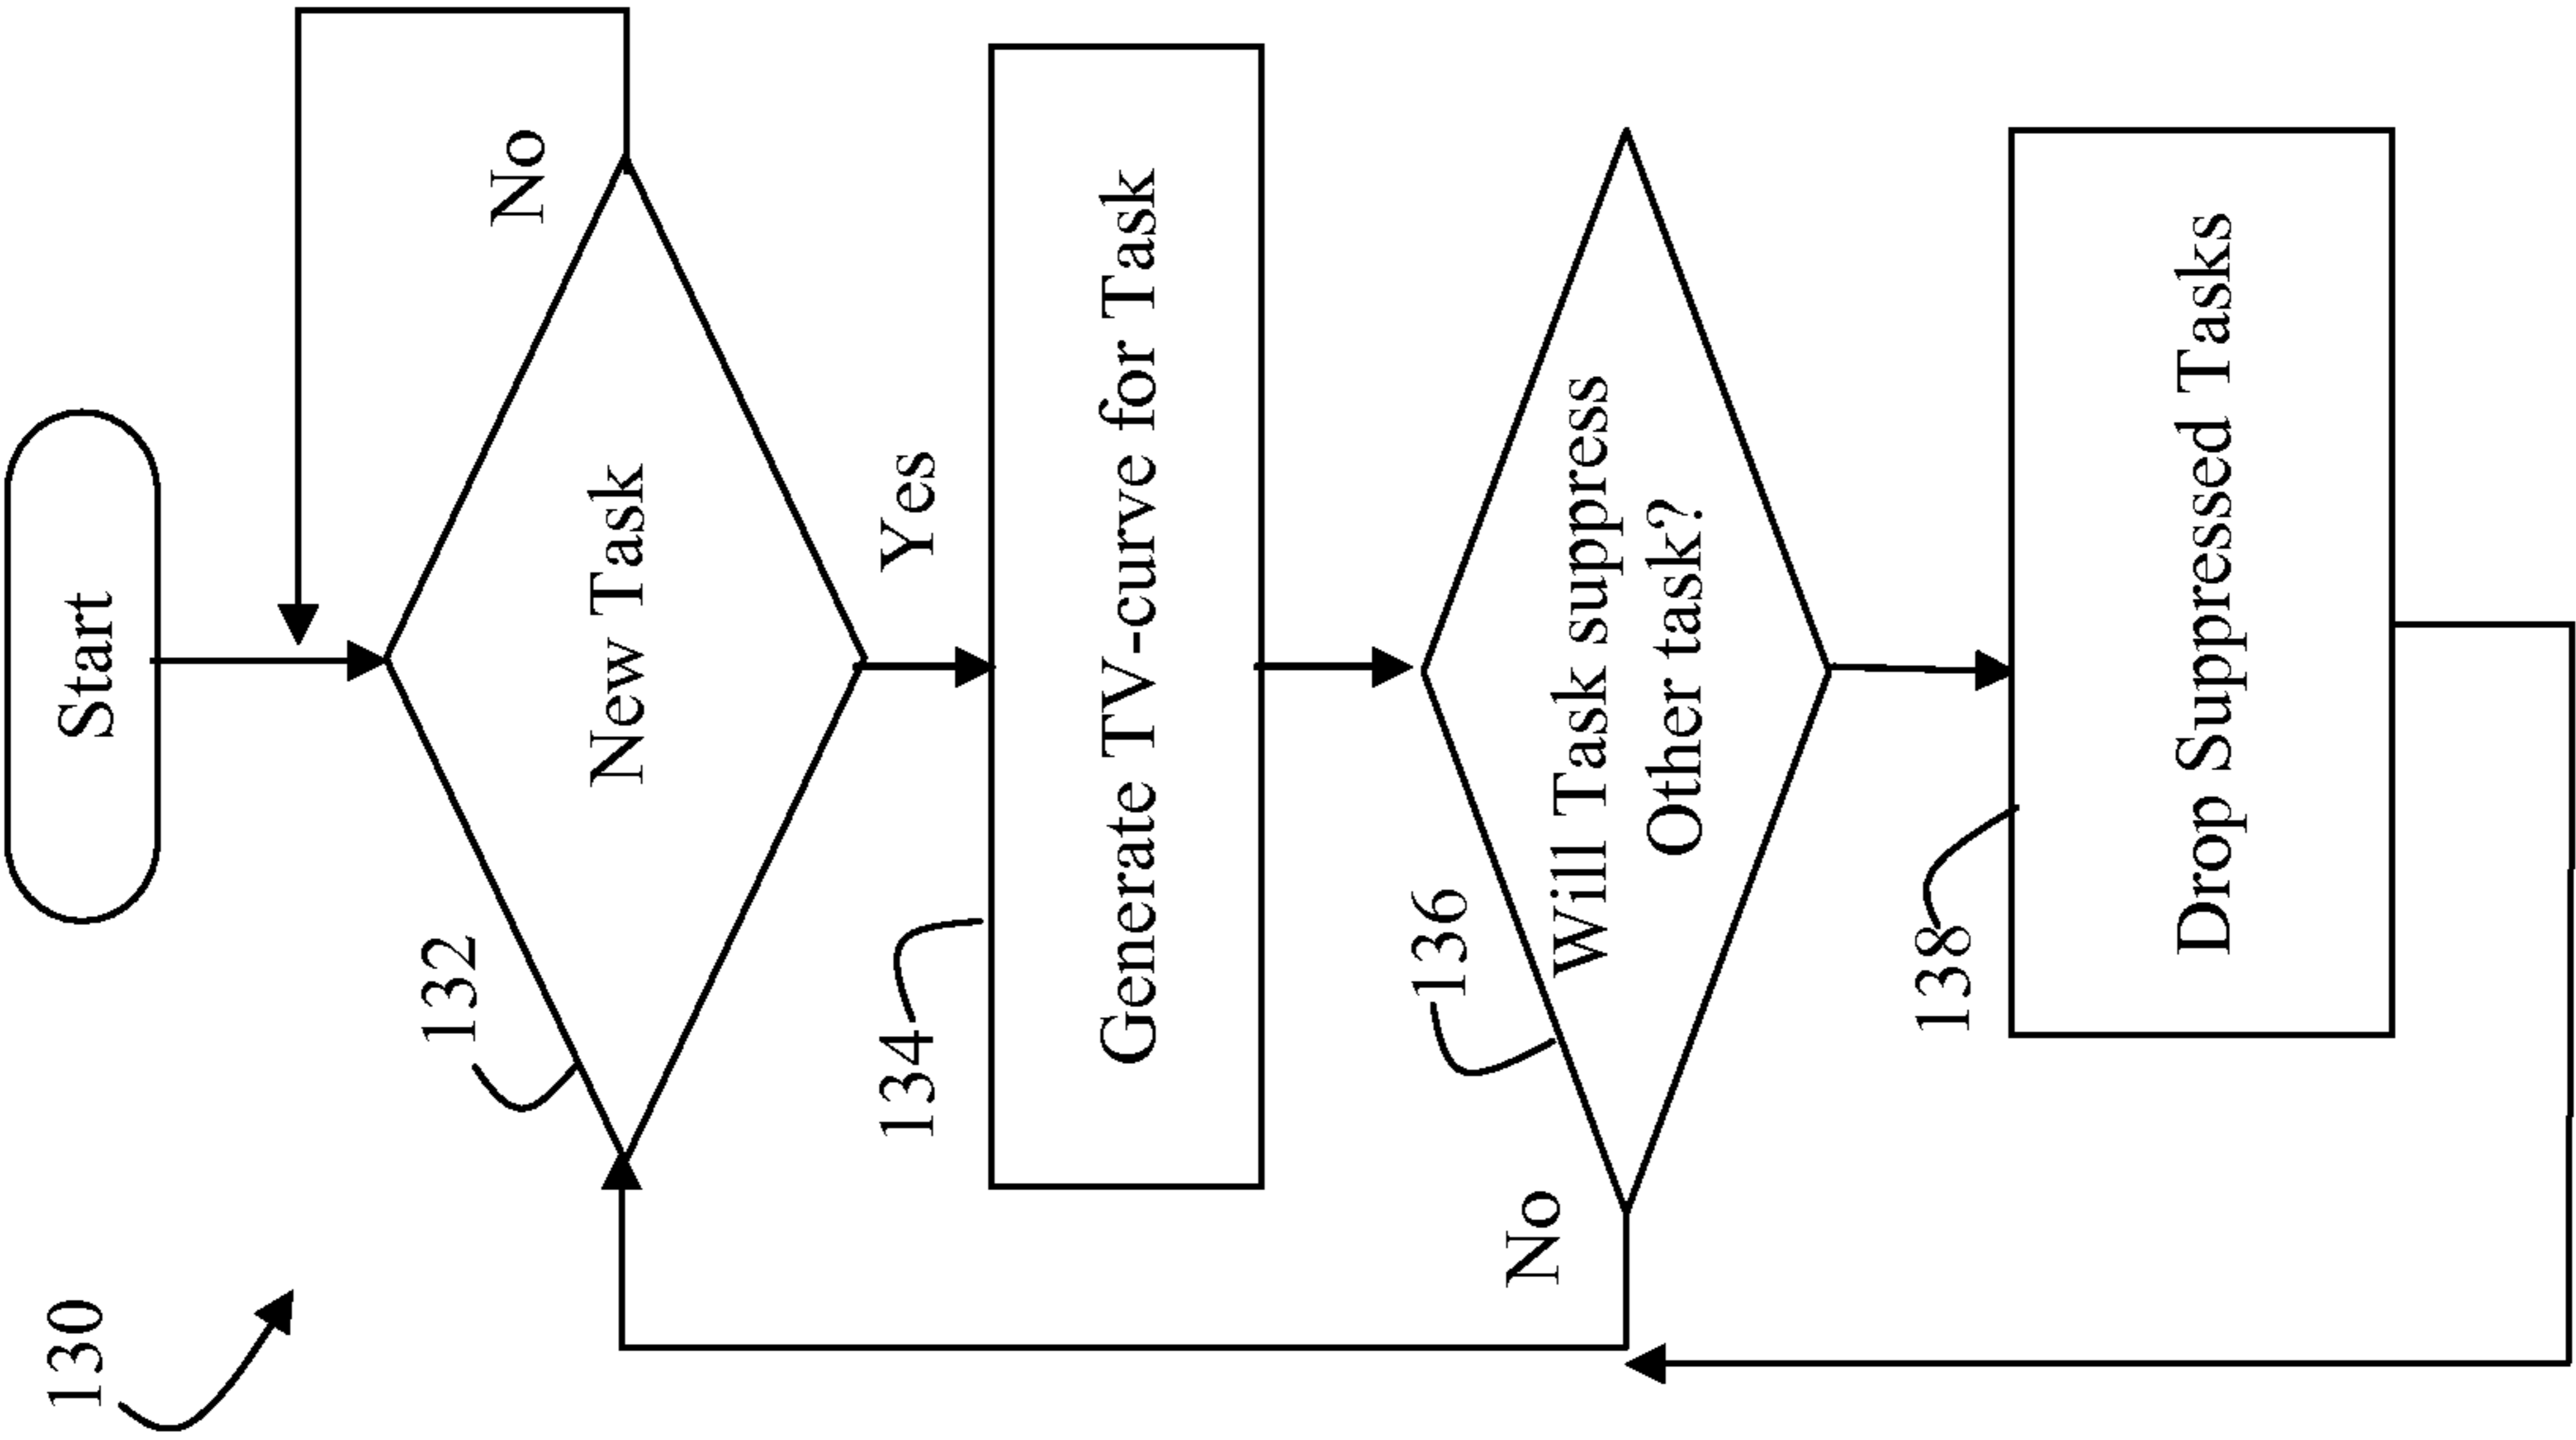 130
Start
132
New Task
No
Yes
134
Generate TV-curve for Task
136
Will Task suppress
Other task?
No
138
Drop Suppressed Tasks